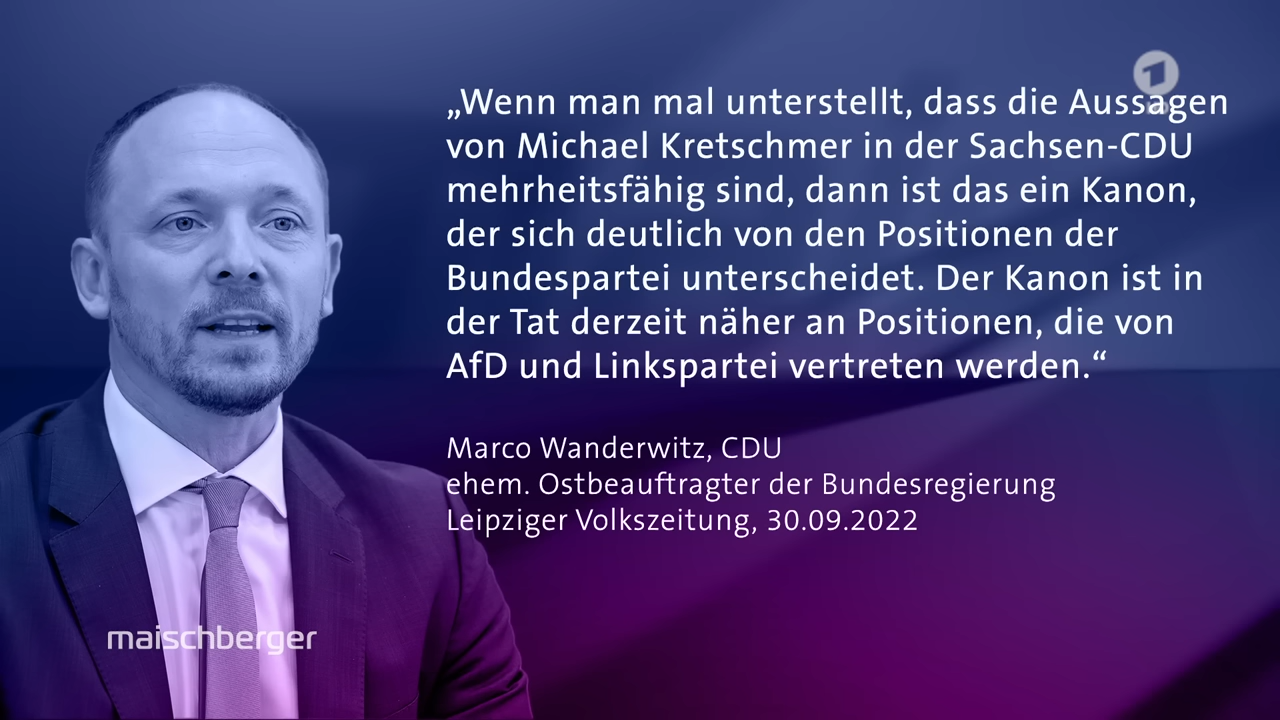 „Wenn man mal unterstellt, dass die Aussagen
von Michael Kretschmer in der Sachsen-CDU
mehrheitsfähig sind, dann ist das ein Kanon,
der sich deutlich von den Positionen der
Bundespartei unterscheidet. Der Kanon ist in
der Tat derzeit näher an Positionen, die von
AfD und Linkspartei vertreten werden.“
Marco Wanderwitz, CDU
ehem. Ostbeauftragter der Bundesregierung
Leipziger Volkszeitung, 30.09.2022
maischberger
1